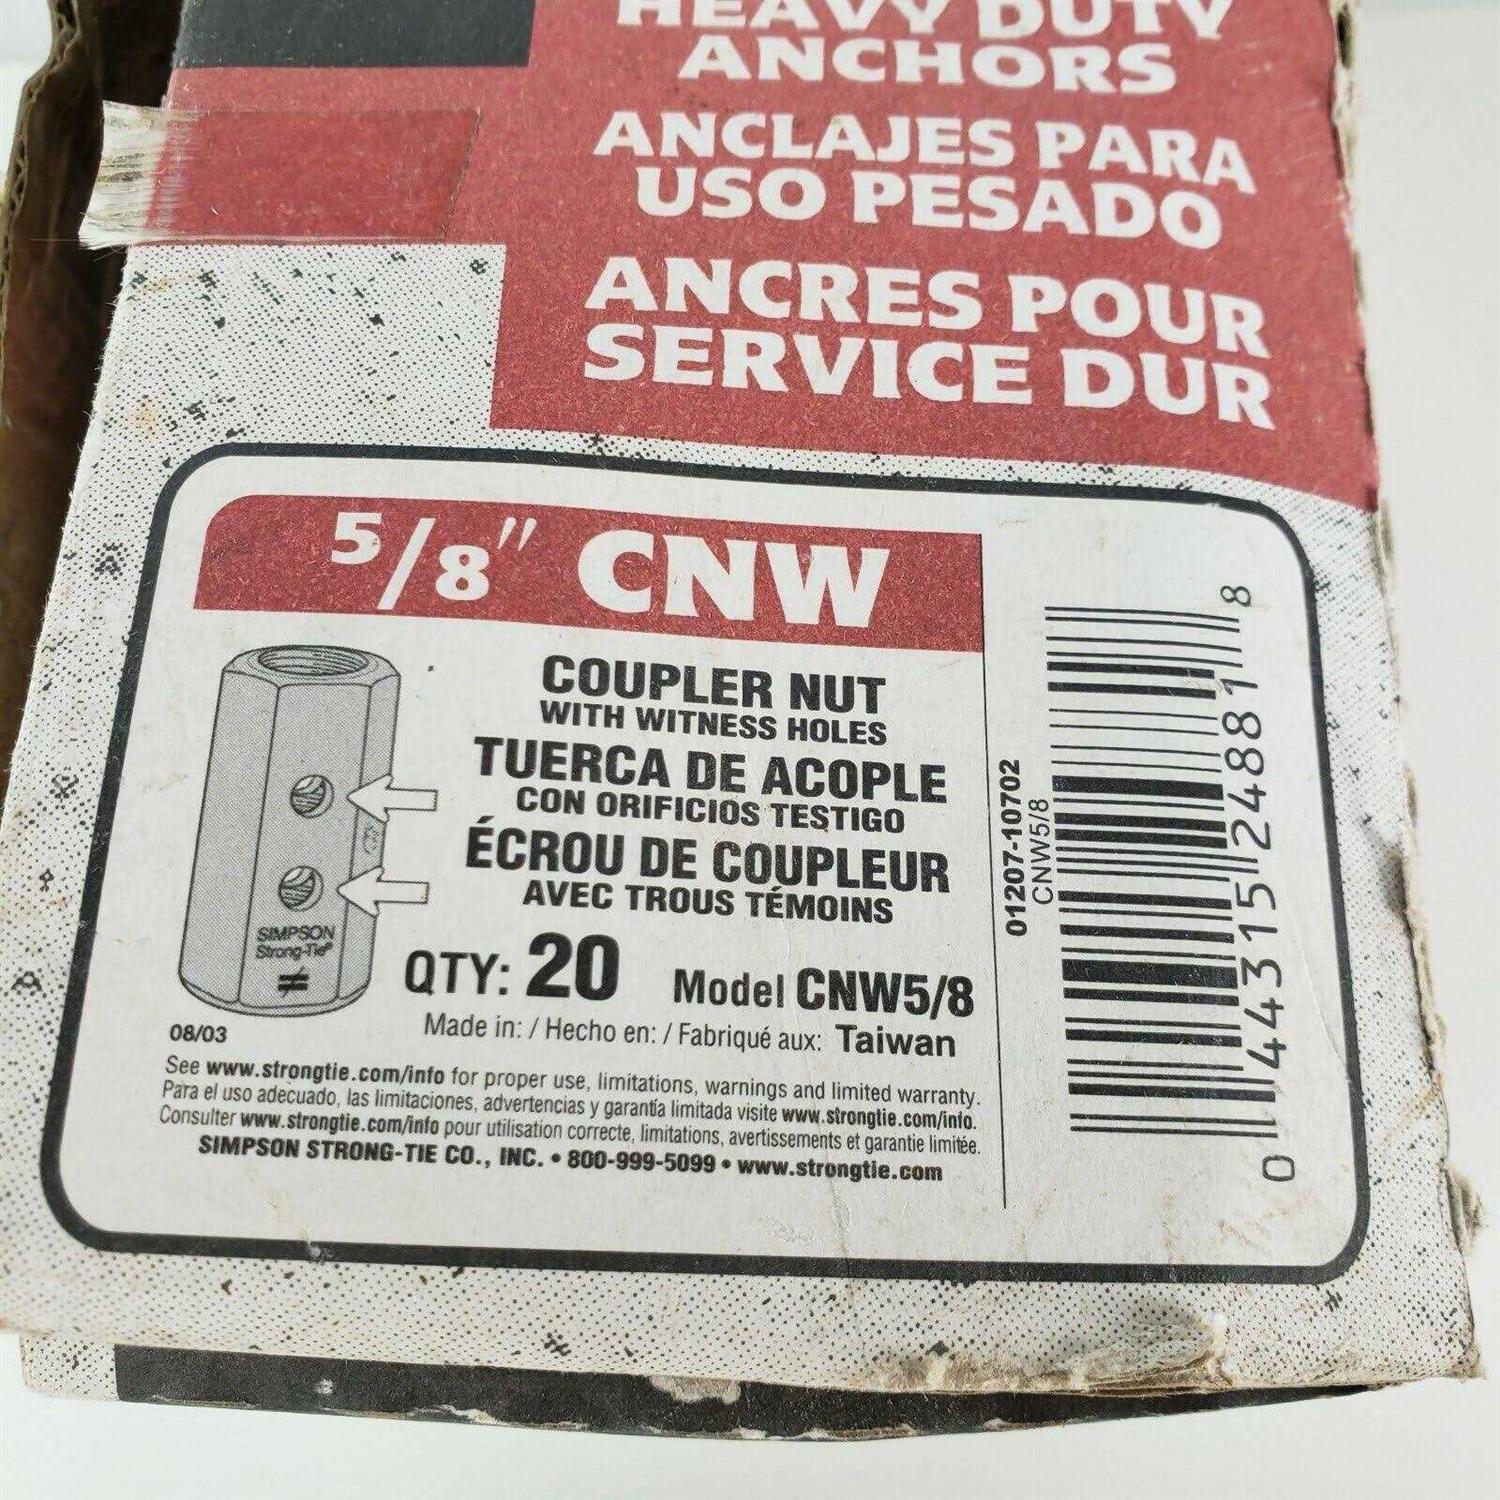 HEAVY DUTY
ANCHORS
ANCLAJES PARA
USO PESADO
ANCRES POUR
SERVICE DUR
5/8" CNW
COUPLER NUT
WITH WITNESS HOLES
TUERCA DE ACOPLE
CON ORIFICIOS TESTIGO
ÉCROU DE COUPLEUR
AVEC TROUS TÉMOINS
SIMPSON
Strong-Tie®
QTY: 20 Model CNW5/8
08/03
Made in: / Hecho en: / Fabriqué aux: Taiwan
See www.strongtie.com/info for proper use, limitations, warnings and limited warranty.
Para el uso adecuado, las limitaciones, advertencias y garantía limitada visite www.strongtie.com/info.
Consulter www.strongtie.com/info pour utilisation correcte, limitations, avertissements et garantie limitée.
SIMPSON STRONG-TIE CO., INC. • 800-999-5099 • www.strongtie.com
01207-10702
CNW5/8
0 44315 24881 8